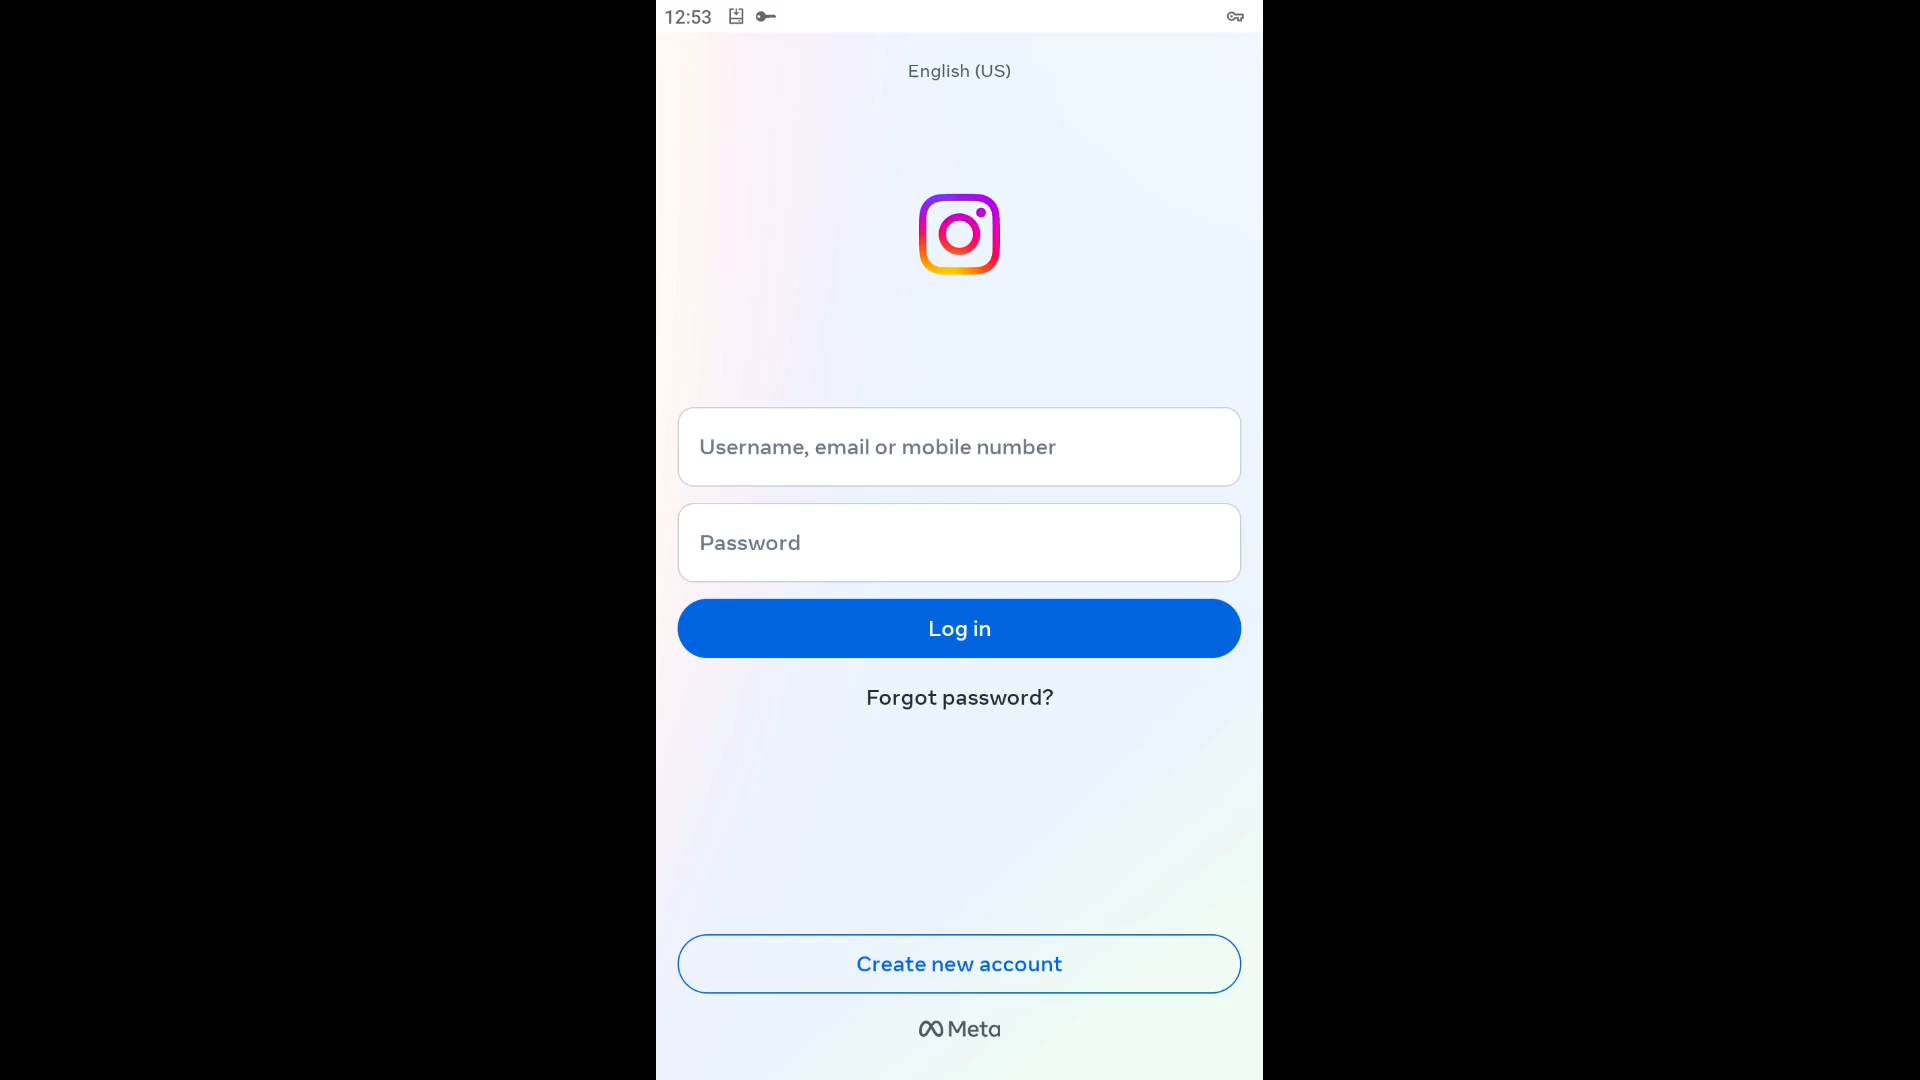 12:53
English (US)
Username, email or mobile number
Password
Log in
Forgot password?
Create new account
Meta